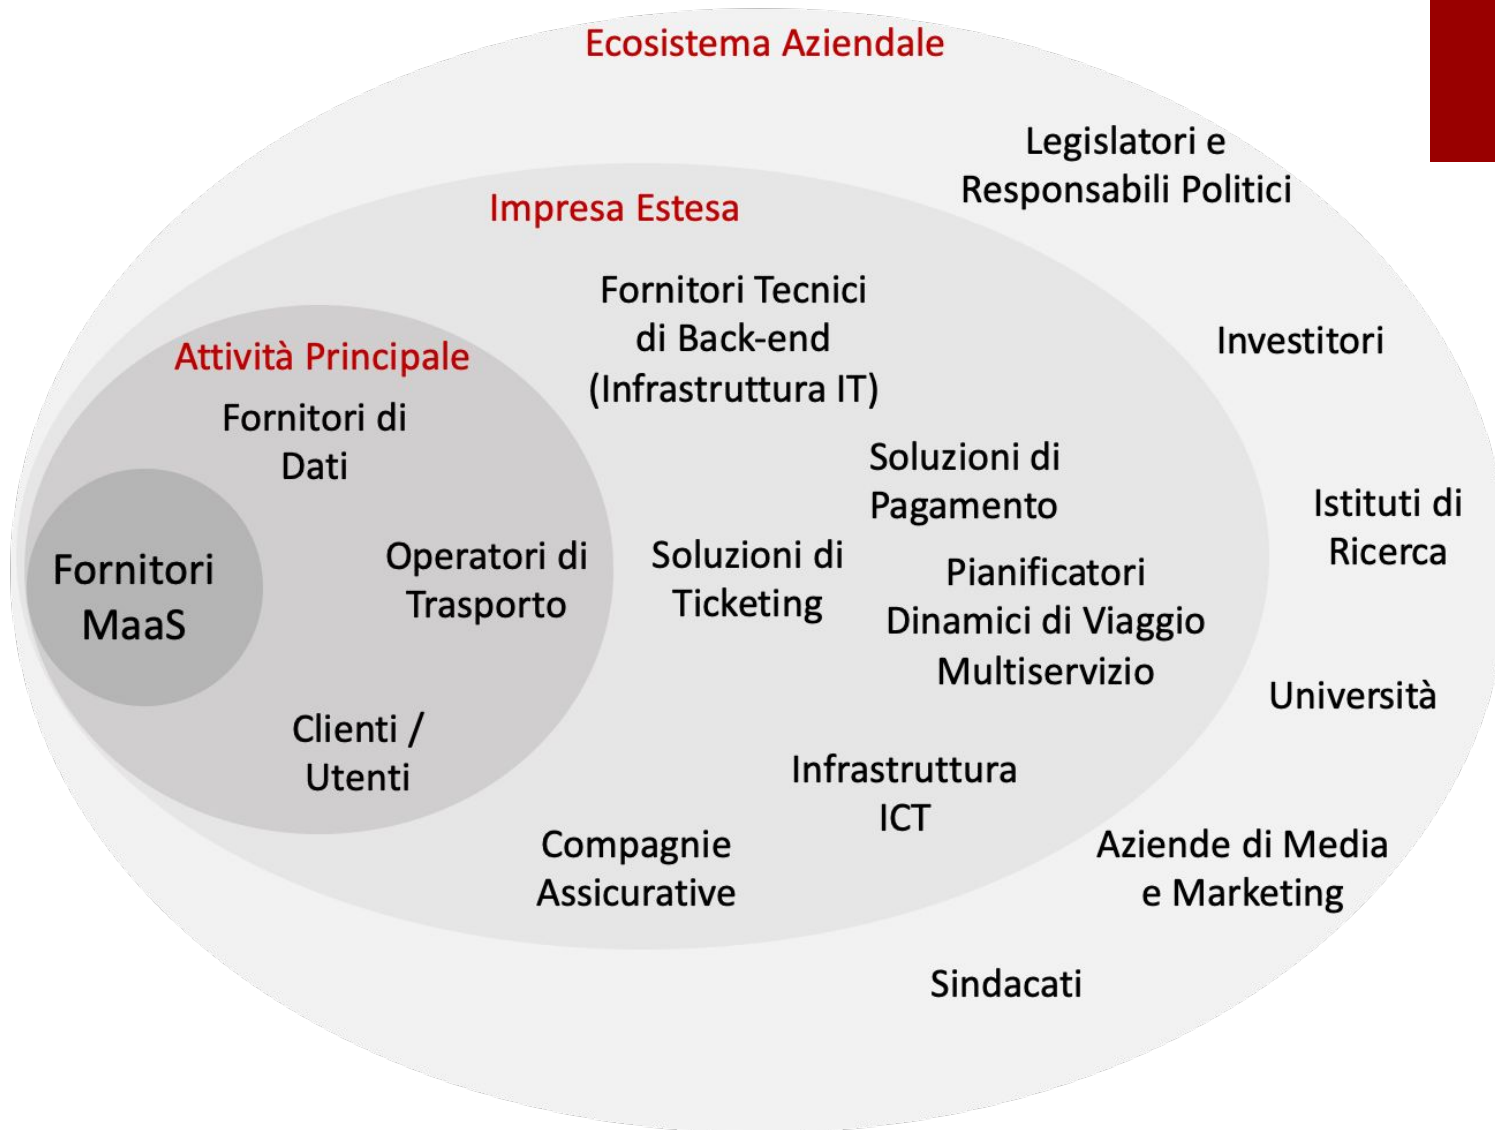 Ecosistema Aziendale
Legislatori e
Responsabili Politici
Impresa Estesa
Fornitori Tecnici
di Back-end
(Infrastruttura IT)
Investitori
Attività Principale
Fornitori di
Dati
Soluzioni di
Pagamento
Istituti di
Ricerca
Fornitori
MaaS
Operatori di
Trasporto
Soluzioni di
Ticketing
Pianificatori
Dinamici di Viaggio
Multiservizio
Università
Clienti /
Utenti
Infrastruttura
ICT
Compagnie
Assicurative
Aziende di Media
e Marketing
Sindacati